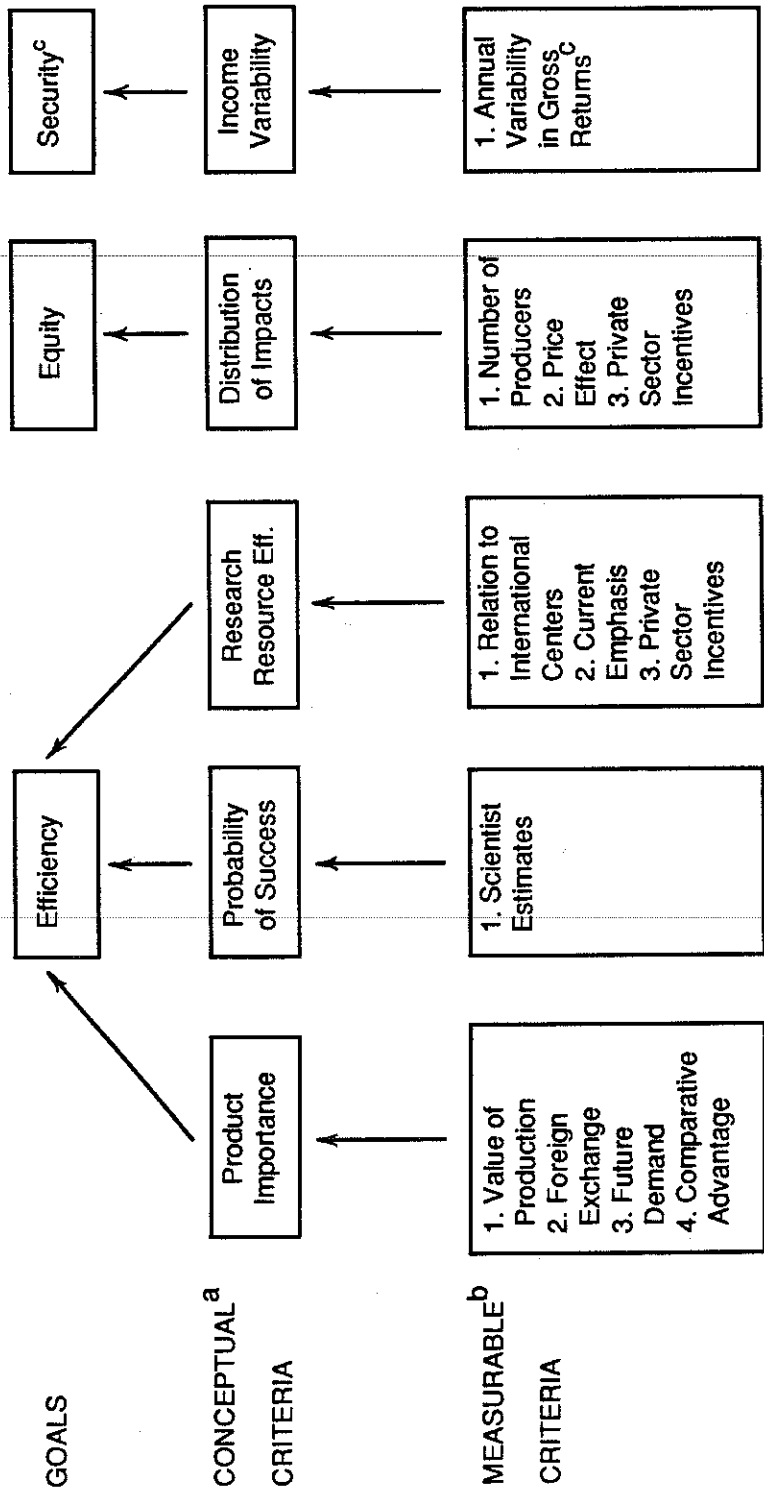 GOALS
Efficiency
Equity
Security^c
CONCEPTUAL^a
CRITERIA
Product
Importance
Probability
of Success
Research
Resource Eff.
Distribution
of Impacts
Income
Variability
MEASURABLE^b
CRITERIA
1. Value of
Production
2. Foreign
Exchange
3. Future
Demand
4. Comparative
Advantage
1. Scientist
Estimates
1. Relation to
International
Centers
2. Current
Emphasis
3. Private
Sector
Incentives
1. Number of
Producers
2. Price
Effect
3. Private
Sector
Incentives
1. Annual
Variability
in Gross
Returns^c